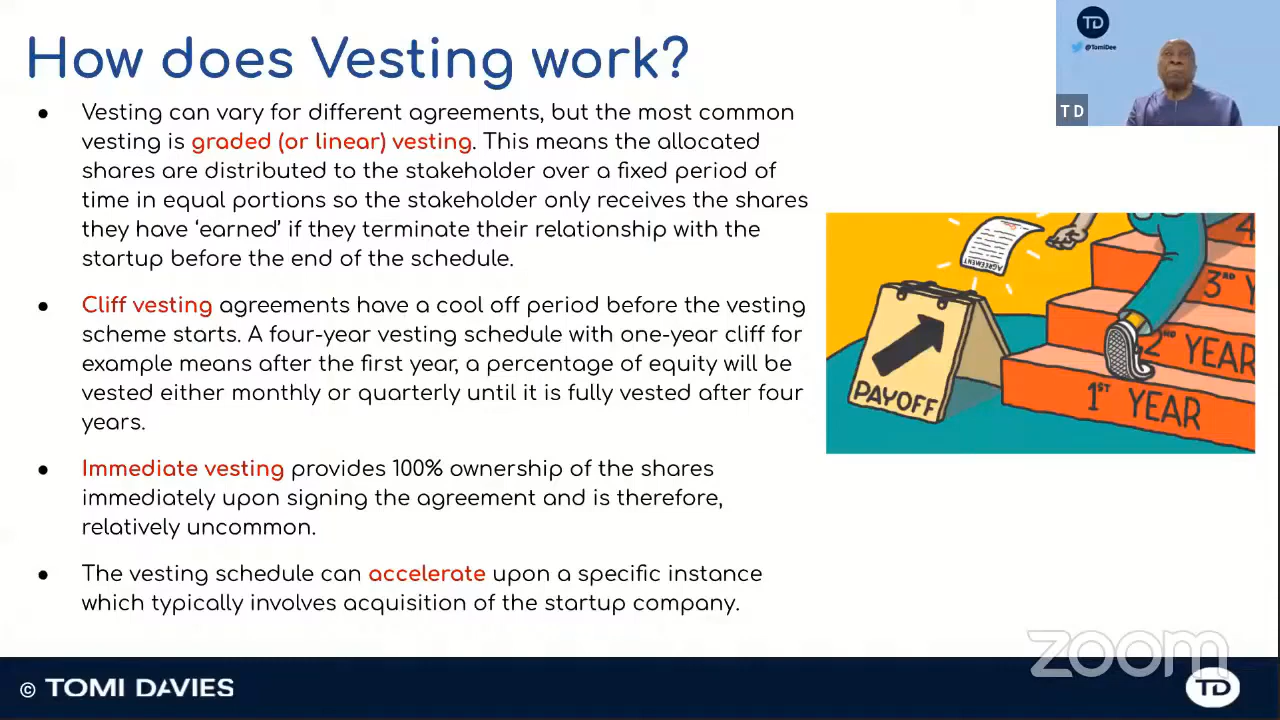 How does Vesting work?
● Vesting can vary for different agreements, but the most common
vesting is graded (or linear) vesting. This means the allocated
shares are distributed to the stakeholder over a fixed period of
time in equal portions so the stakeholder only receives the shares
they have ‘earned’ if they terminate their relationship with the
startup before the end of the schedule.
● Cliff vesting agreements have a cool off period before the vesting
scheme starts. A four-year vesting schedule with one-year cliff for
example means after the first year, a percentage of equity will be
vested either monthly or quarterly until it is fully vested after four
years.
● Immediate vesting provides 100% ownership of the shares
immediately upon signing the agreement and is therefore,
relatively uncommon.
● The vesting schedule can accelerate upon a specific instance
which typically involves acquisition of the startup company.
TD
@TomiDee
T D
AGREEMENT
PAYOFF
4
3RD Y
2ND YEAR
1ST YEAR
zoom
© TOMI DAVIES
TD